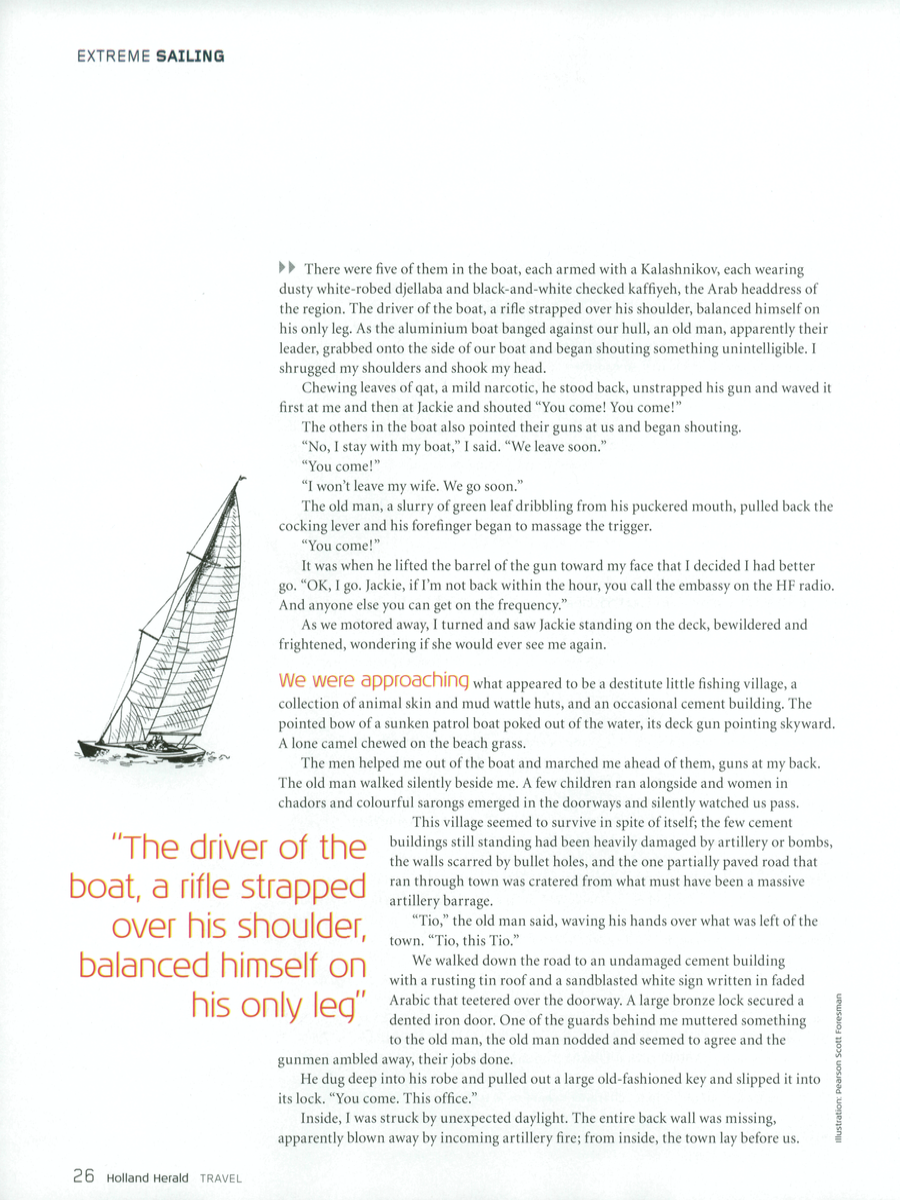 EXTREME SAILING
There were five of them in the boat, each armed with a Kalashnikov, each wearing
dusty white-robed djellaba and black-and-white checked kaffiyeh, the Arab headdress of
the region. The driver of the boat, a rifle strapped over his shoulder, balanced himself on
his only leg. As the aluminium boat banged against our hull, an old man, apparently their
leader, grabbed onto the side of our boat and began shouting something unintelligible. I
shrugged my shoulders and shook my head.
Chewing leaves of qat, a mild narcotic, he stood back, unstrapped his gun and waved it
first at me and then at Jackie and shouted “You come! You come!”
The others in the boat also pointed their guns at us and began shouting.
“No, I stay with my boat,” I said. “We leave soon.”
“You come!”
“I won’t leave my wife. We go soon.”
The old man, a slurry of green leaf dribbling from his puckered mouth, pulled back the
cocking lever and his forefinger began to massage the trigger.
“You come!”
It was when he lifted the barrel of the gun toward my face that I decided I had better
go. “OK, I go. Jackie, if I’m not back within the hour, you call the embassy on the HF radio.
And anyone else you can get on the frequency.”
As we motored away, I turned and saw Jackie standing on the deck, bewildered and
frightened, wondering if she would ever see me again.
We were approaching what appeared to be a destitute little fishing village, a
collection of animal skin and mud wattle huts, and an occasional cement building. The
pointed bow of a sunken patrol boat poked out of the water, its deck gun pointing skyward.
A lone camel chewed on the beach grass.
The men helped me out of the boat and marched me ahead of them, guns at my back.
The old man walked silently beside me. A few children ran alongside and women in
chadors and colourful sarongs emerged in the doorways and silently watched us pass.
This village seemed to survive in spite of itself; the few cement
buildings still standing had been heavily damaged by artillery or bombs,
the walls scarred by bullet holes, and the one partially paved road that
ran through town was cratered from what must have been a massive
artillery barrage.
“Tio,” the old man said, waving his hands over what was left of the
town. “Tio, this Tio.”
We walked down the road to an undamaged cement building
with a rusting tin roof and a sandblasted white sign written in faded
Arabic that teetered over the doorway. A large bronze lock secured a
dented iron door. One of the guards behind me muttered something
to the old man, the old man nodded and seemed to agree and the
gunmen ambled away, their jobs done.
He dug deep into his robe and pulled out a large old-fashioned key and slipped it into
its lock. “You come. This office.”
Inside, I was struck by unexpected daylight. The entire back wall was missing,
apparently blown away by incoming artillery fire; from inside, the town lay before us.
"The driver of the
boat, a rifle strapped
over his shoulder,
balanced himself on
his only leg"
Illustration: Pearson Scott Foresman
26 Holland Herald TRAVEL